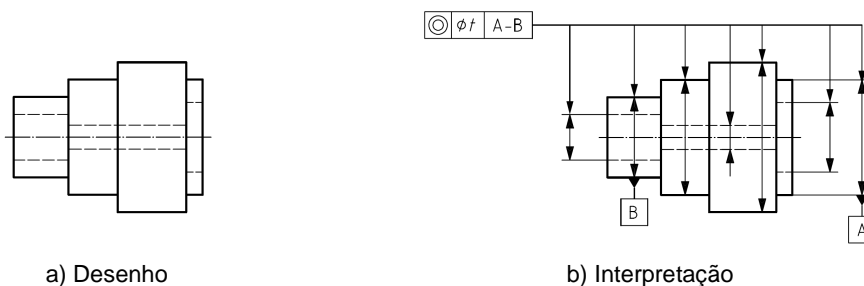 ◎ ϕt A-B
B
A
a) Desenho
b) Interpretação